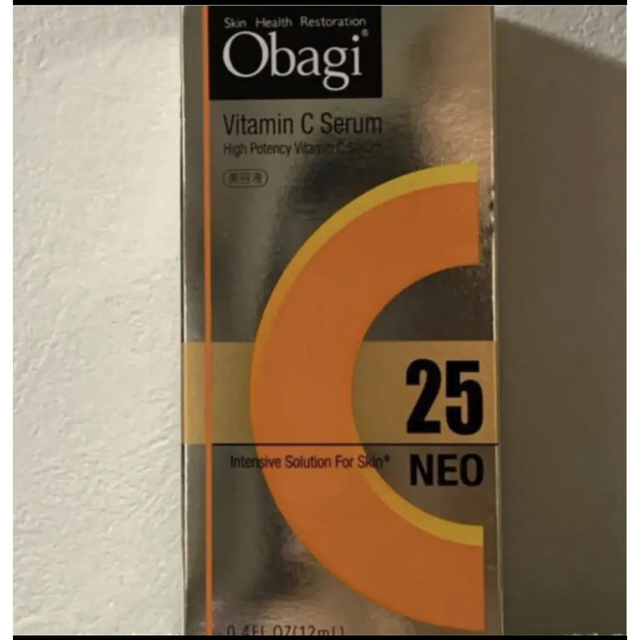 Skin Health Restoration
Obagi®
Vitamin C Serum
High Potency Vitamin C Serum
美容液
25
Intensive Solution For Skin*
NEO
0.4FL OZ(12mL)